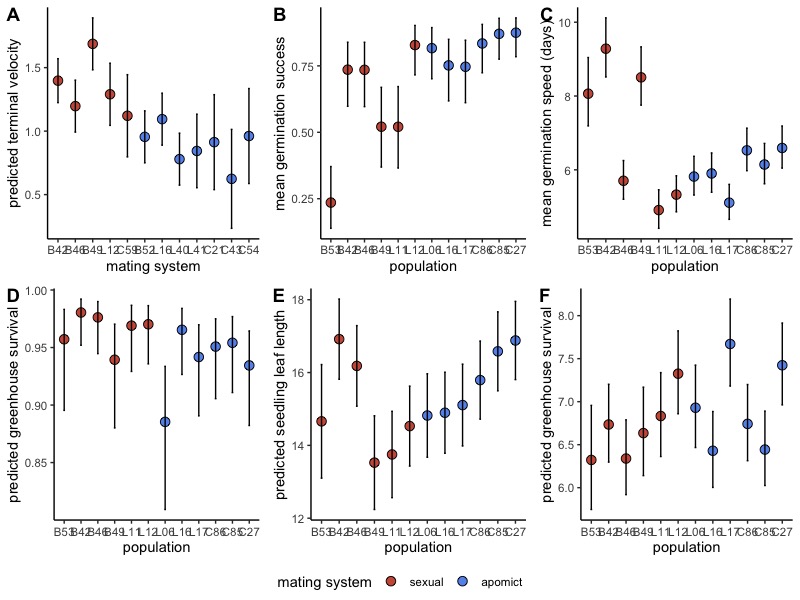 A
predicted terminal velocity
1.5
1.0
0.5
B42 B46 B49 L12 C59 B52 L16 L40 L41 C21 C43 C54
mating system
B
mean germination success
0.75
0.50
0.25
B53 B42 B46 B49 L11 L12 L06 L16 L17 C86 C85 C27
population
C
mean germination speed (days)
10
8
6
B53 B42 B46 B49 L11 L12 L06 L16 L17 C86 C85 C27
population
D
predicted greenhouse survival
1.00
0.95
0.90
0.85
B53 B42 B46 B49 L11 L12 L06 L16 L17 C86 C85 C27
population
E
predicted seedling leaf length
18
16
14
12
B53 B42 B46 B49 L11 L12 L06 L16 L17 C86 C85 C27
population
F
predicted greenhouse survival
8.0
7.5
7.0
6.5
6.0
B53 B42 B46 B49 L11 L12 L06 L16 L17 C86 C85 C27
population
mating system sexual apomict